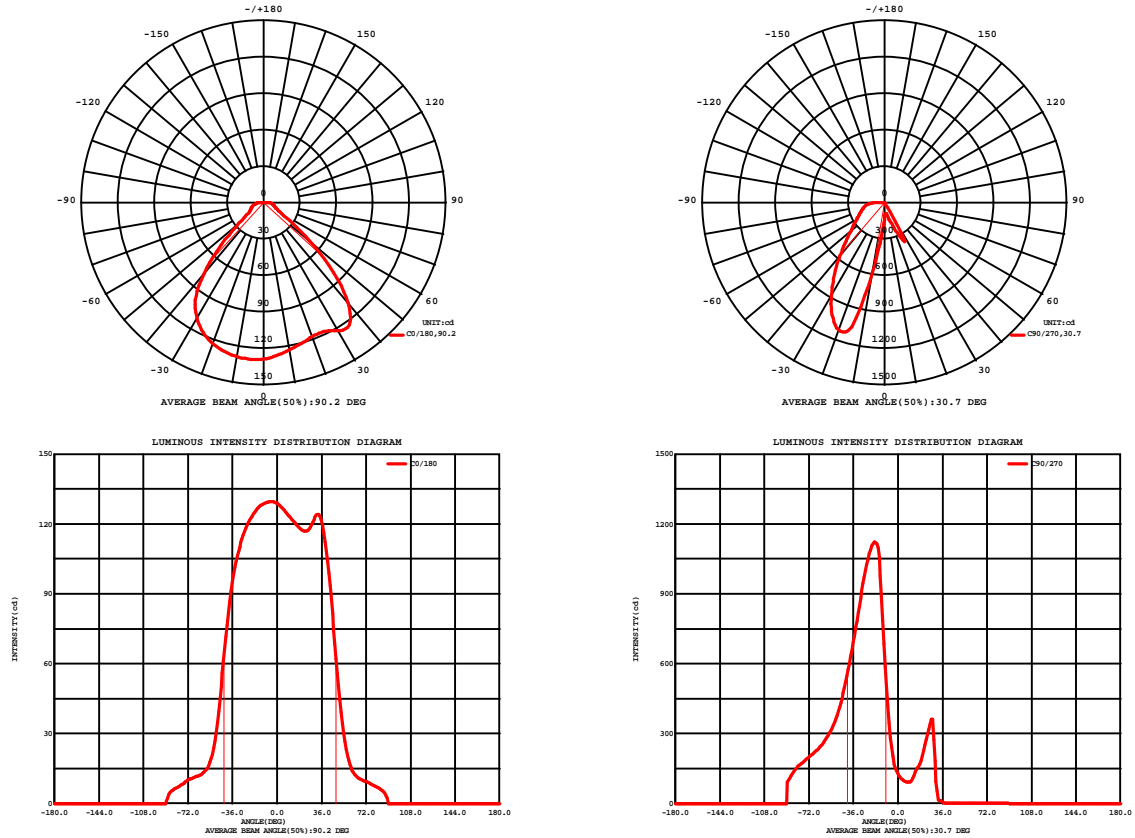 -/+180
-150
150
-120
120
-90
90
0
30
60
90
120
150
0
-60
60
-30
30
UNIT:cd
C0/180,90.2
AVERAGE BEAM ANGLE(50%):90.2 DEG
-/+180
-150
150
-120
120
-90
90
0
300
600
900
1200
1500
0
-60
60
-30
30
UNIT:cd
C90/270,30.7
AVERAGE BEAM ANGLE(50%):30.7 DEG
LUMINOUS INTENSITY DISTRIBUTION DIAGRAM
C0/180
INTENSITY(cd)
150
120
90
60
30
0
-180.0 -144.0 -108.0 -72.0 -36.0 0.0 36.0 72.0 108.0 144.0 180.0
ANGLE(DEG)
AVERAGE BEAM ANGLE(50%):90.2 DEG
LUMINOUS INTENSITY DISTRIBUTION DIAGRAM
C90/270
INTENSITY(cd)
1500
1200
900
600
300
0
-180.0 -144.0 -108.0 -72.0 -36.0 0.0 36.0 72.0 108.0 144.0 180.0
ANGLE(DEG)
AVERAGE BEAM ANGLE(50%):30.7 DEG